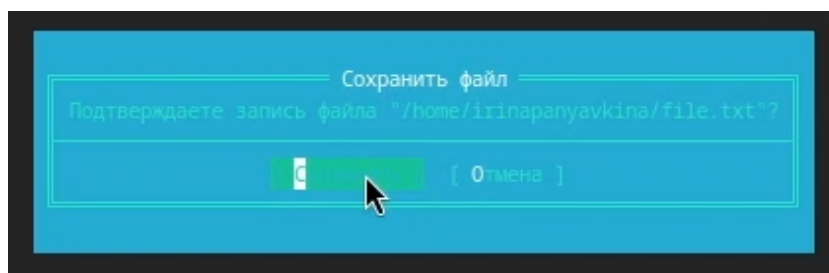 Сохранить файл
Подтверждаете запись файла "/home/irinapanyavkina/file.txt"?
[ Отмена ]